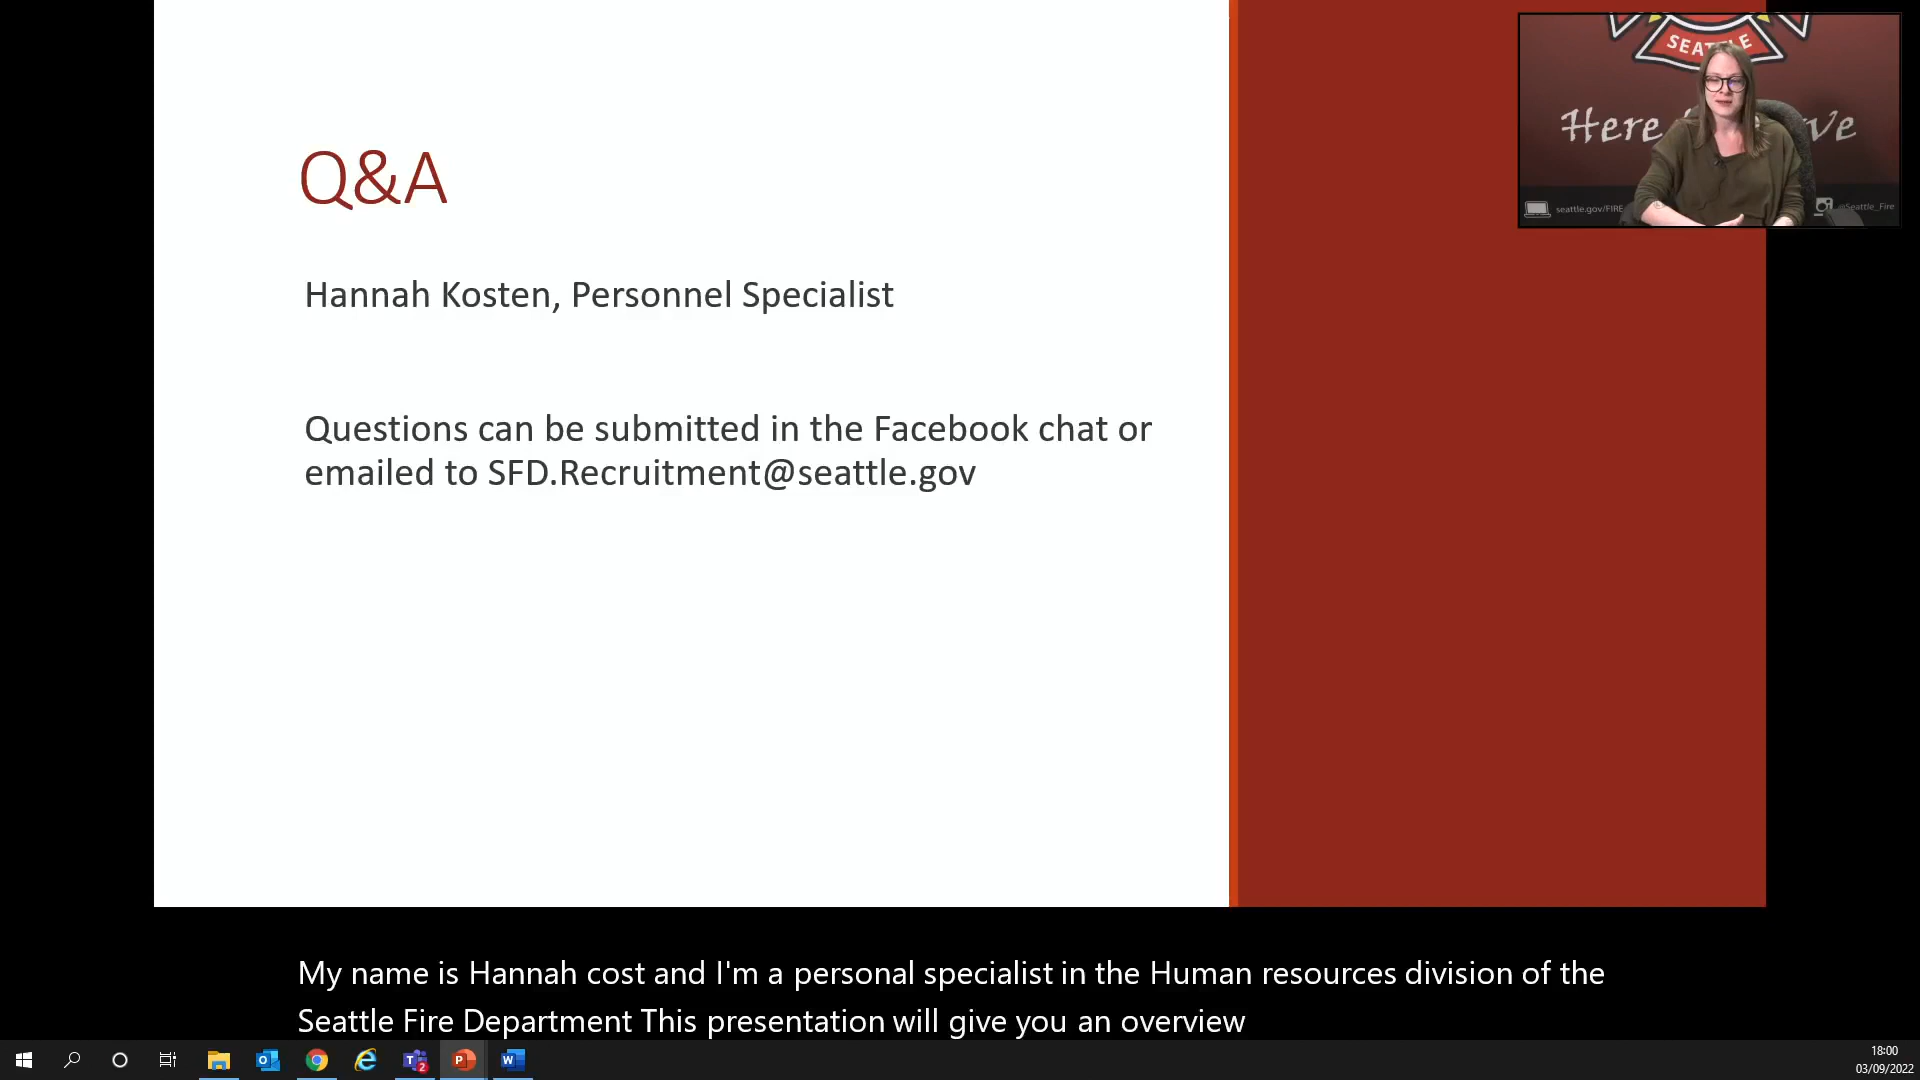 SEATTLE
Here
ve
seattle.gov/FIRE
@Seattle_Fire
Q&A
Hannah Kosten, Personnel Specialist
Questions can be submitted in the Facebook chat or
emailed to SFD.Recruitment@seattle.gov
My name is Hannah cost and I'm a personal specialist in the Human resources division of the
Seattle Fire Department This presentation will give you an overview
18:00
03/09/2022